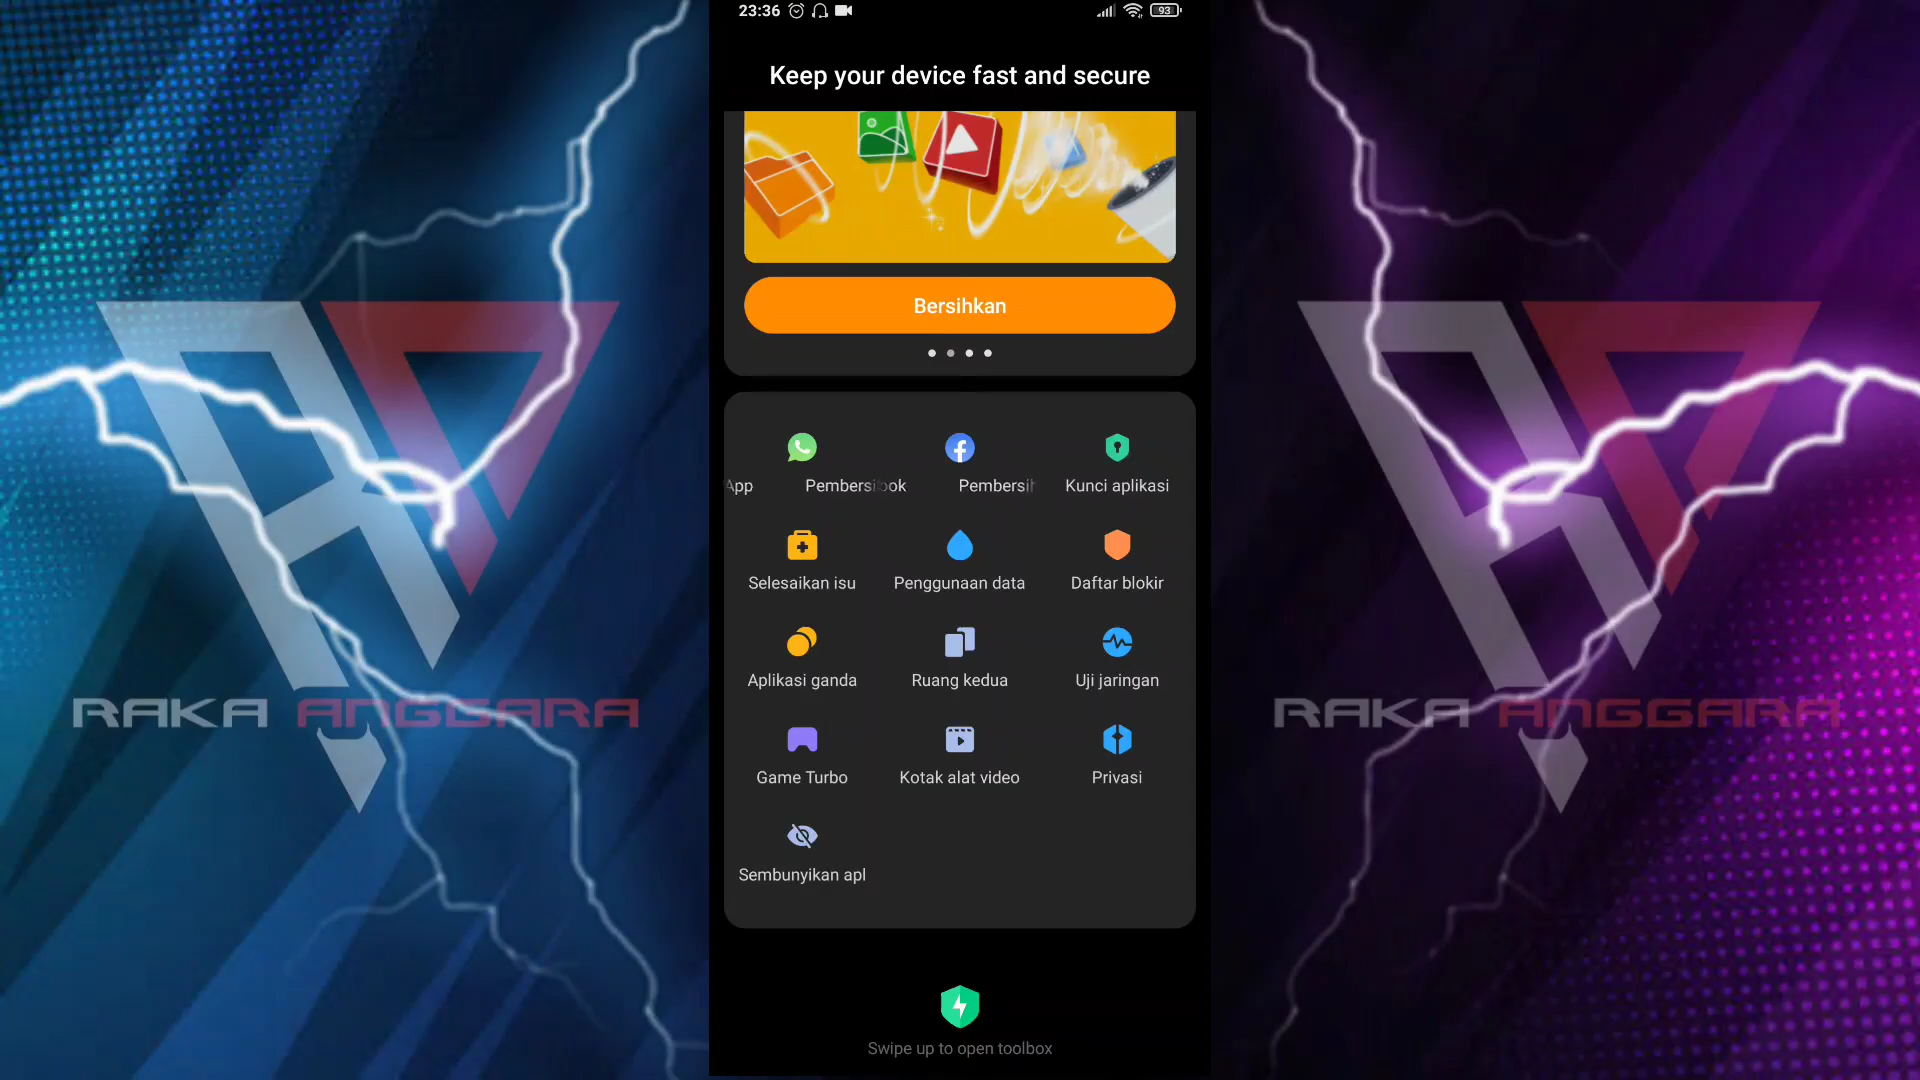 23:36
93
Keep your device fast and secure
Bersihkan
App Pembersi
ook Pembersi
Kunci aplikasi
Selesaikan isu
Penggunaan data
Daftar blokir
Aplikasi ganda
Ruang kedua
Uji jaringan
Game Turbo
Kotak alat video
Privasi
Sembunyikan apl
Swipe up to open toolbox
RAKA ANGGARA
RAKA ANGGARA